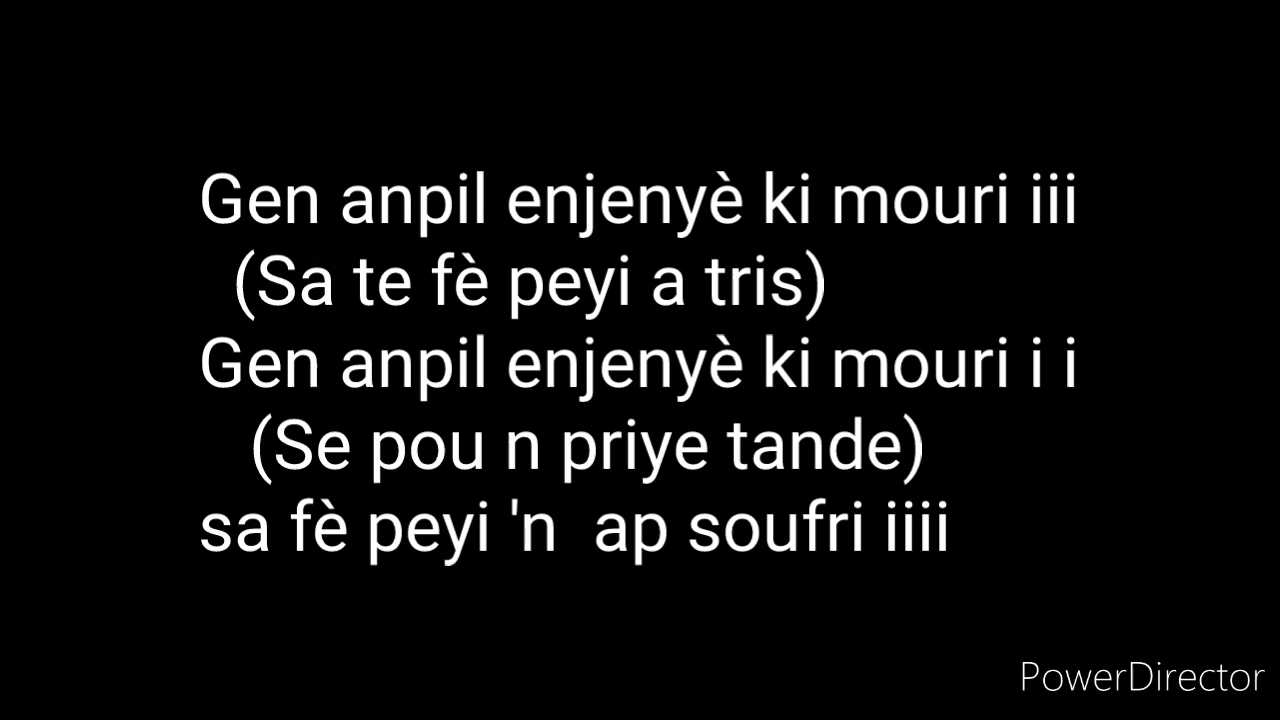 Gen anpil enjenyè ki mouri iii
(Sa te fè peyi a tris)
Gen anpil enjenyè ki mouri i i
(Se pou n priye tande)
sa fè peyi 'n  ap soufri iiii
PowerDirector